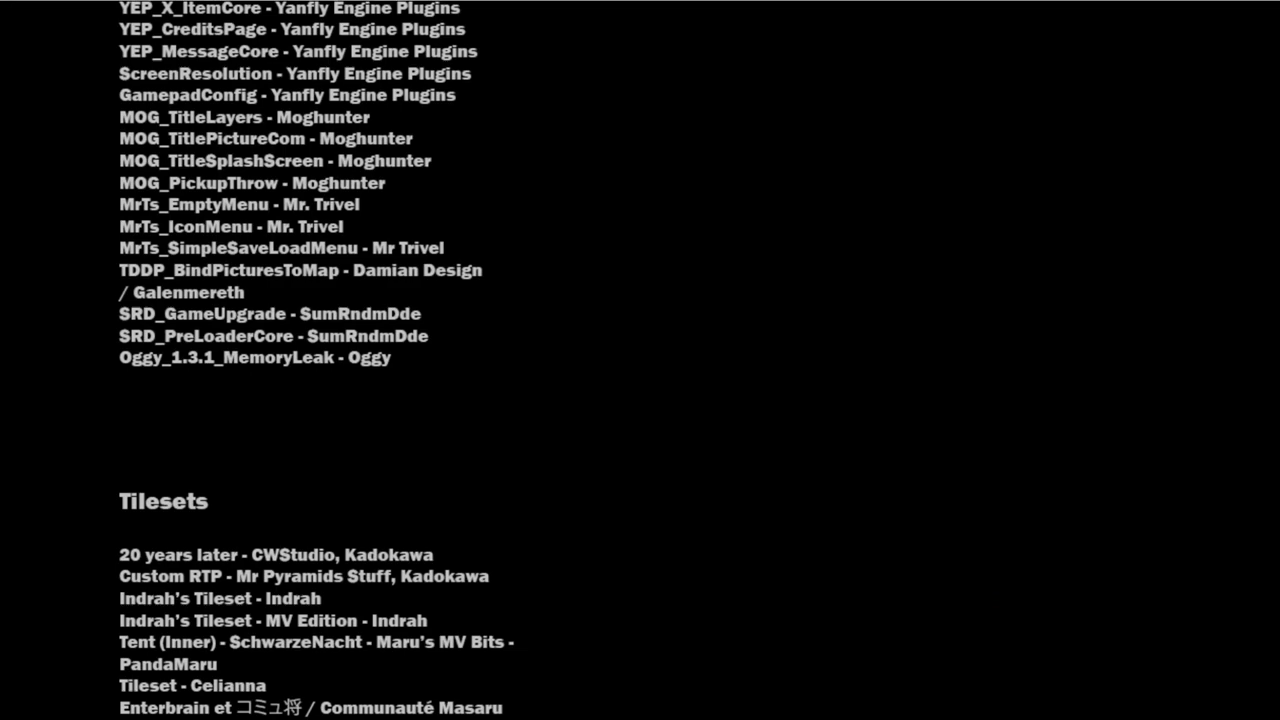 YEP_X_ItemCore - Yanfly Engine Plugins
YEP_CreditsPage - Yanfly Engine Plugins
YEP_MessageCore - Yanfly Engine Plugins
ScreenResolution - Yanfly Engine Plugins
GamepadConfig - Yanfly Engine Plugins
MOG_TitleLayers - Moghunter
MOG_TitlePictureCom - Moghunter
MOG_TitleSplashScreen - Moghunter
MOG_PickupThrow - Moghunter
MrTs_EmptyMenu - Mr. Trivel
MrTs_IconMenu - Mr. Trivel
MrTs_SimpleSaveLoadMenu - Mr Trivel
TDDP_BindPicturesToMap - Damian Design
/ Galenmereth
SRD_GameUpgrade - SumRndmDde
SRD_PreLoaderCore - SumRndmDde
Oggy_1.3.1_MemoryLeak - Oggy
Tilesets
20 years later - CWStudio, Kadokawa
Custom RTP - Mr Pyramids Stuff, Kadokawa
Indrah’s Tileset - Indrah
Indrah’s Tileset - MV Edition - Indrah
Tent (Inner) - SchwarzeNacht - Maru’s MV Bits -
PandaMaru
Tileset - Celianna
Enterbrain et コミュ将 / Communauté Masaru